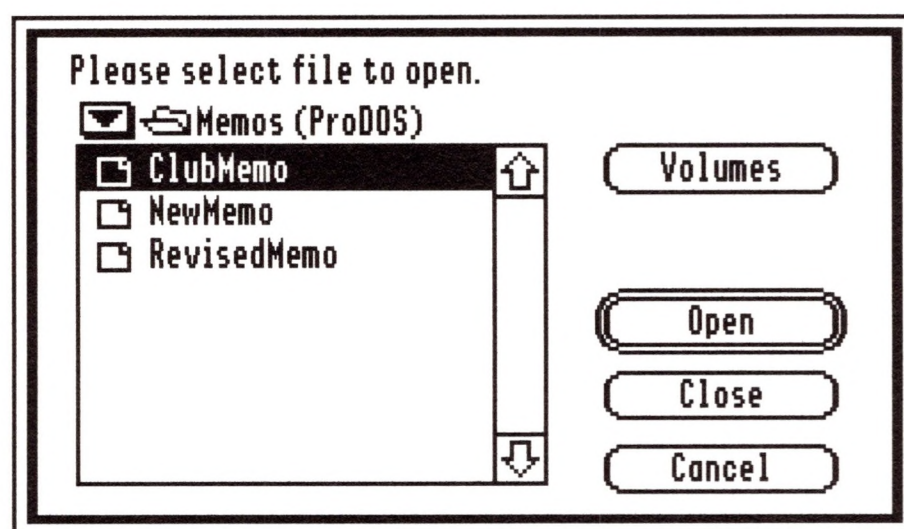 Please select file to open.
Memos (ProDOS)
ClubMemo
Volumes
NewMemo
RevisedMemo
Open
Close
Cancel